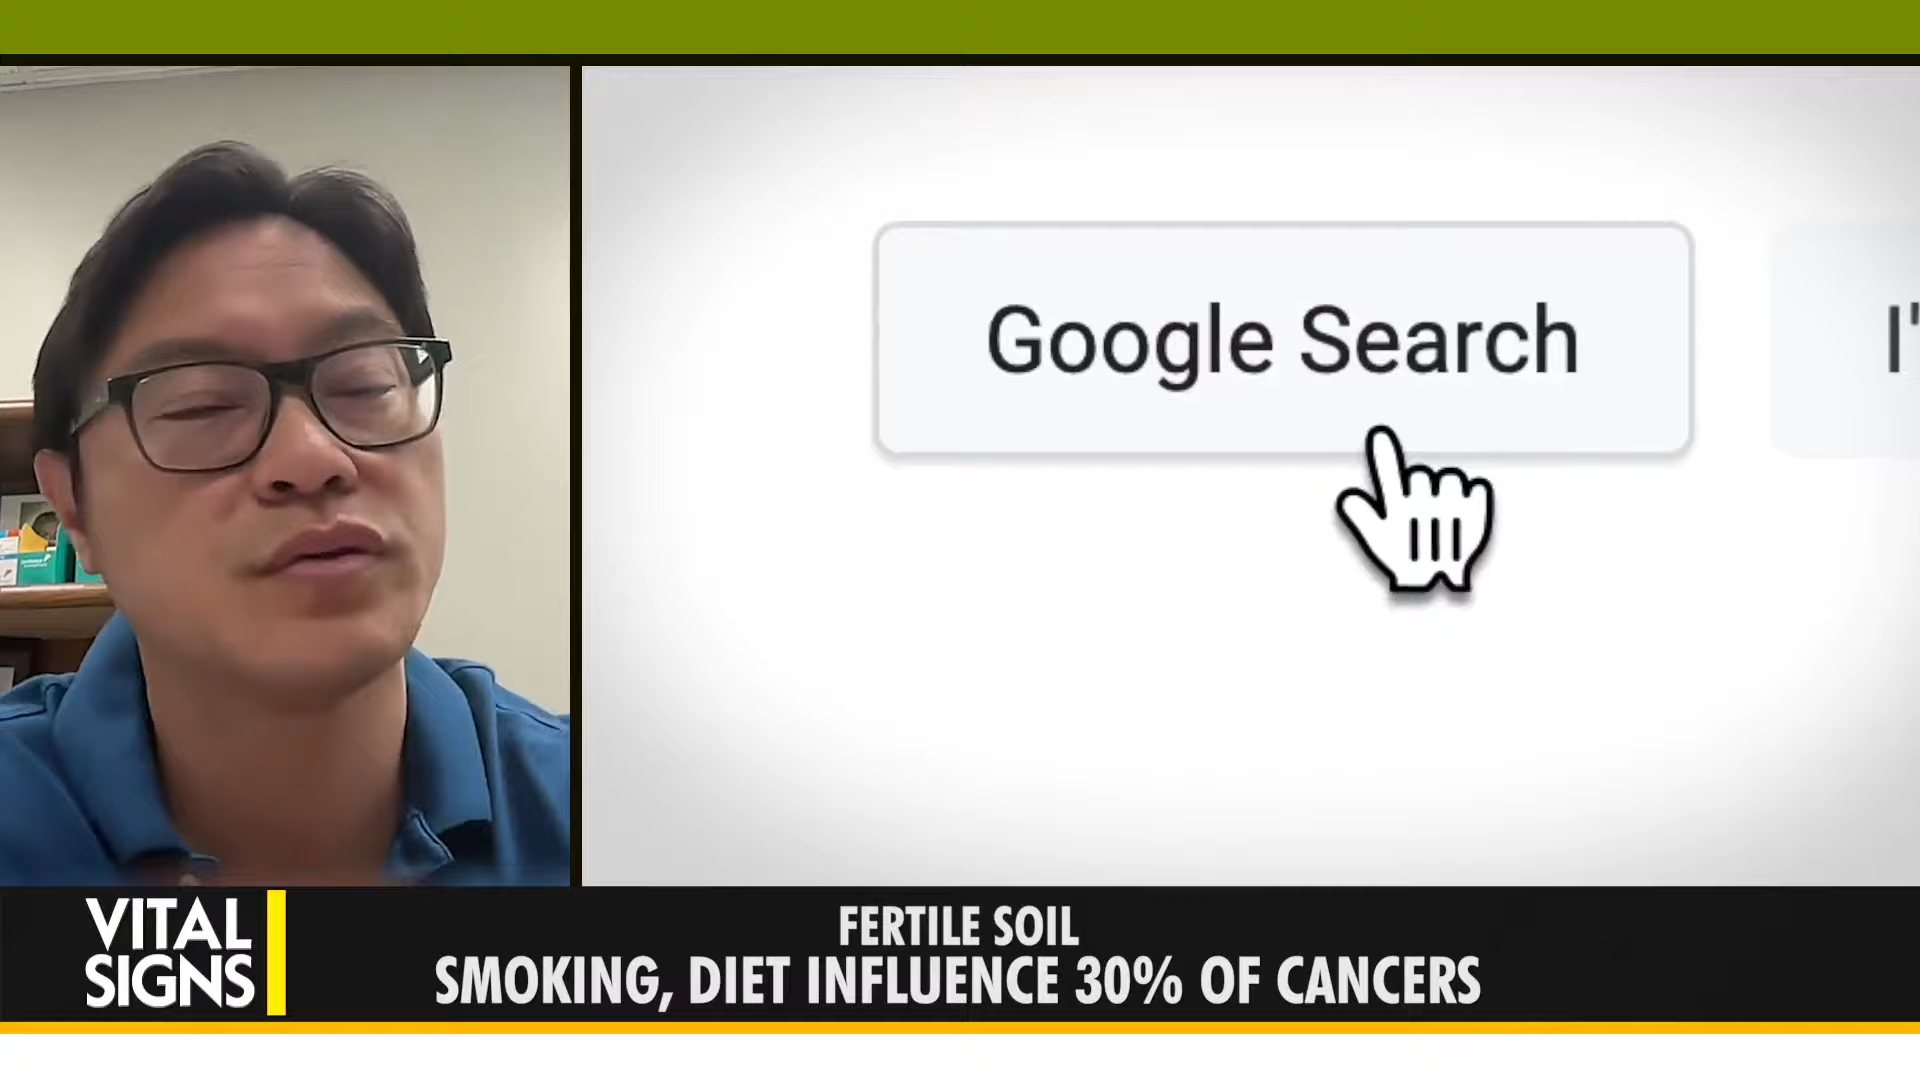 Google Search
I'
VITAL
SIGNS
FERTILE SOIL
SMOKING, DIET INFLUENCE 30% OF CANCERS